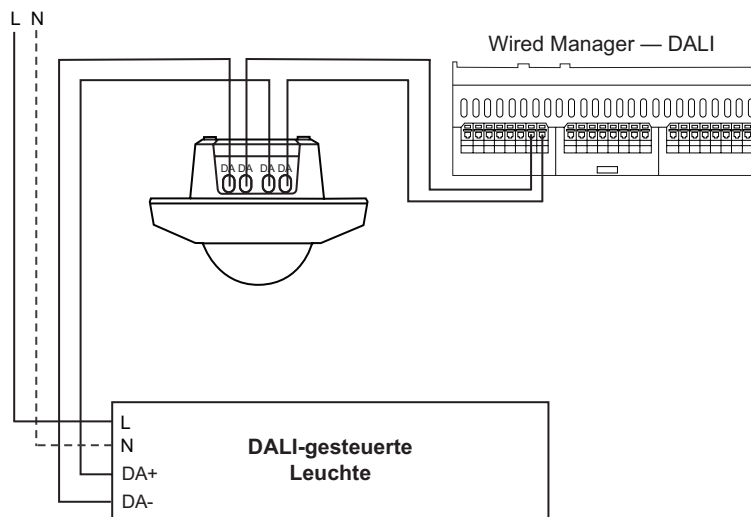 L N
Wired Manager — DALI
DA DA DA DA
L
N
DALI-gesteuerte
Leuchte
DA+
DA-